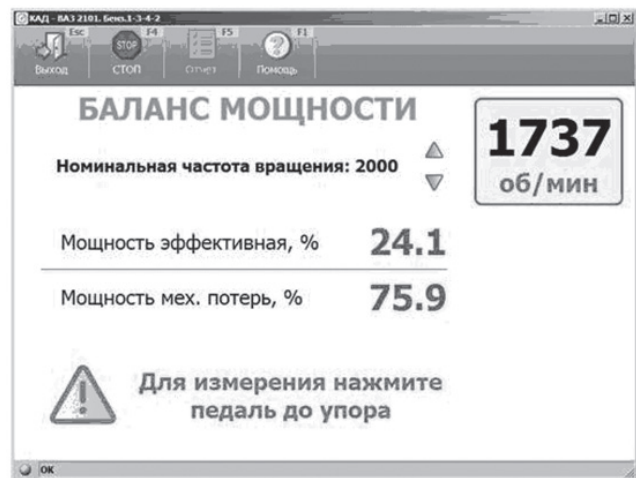 КАД - ВАЗ 2101. Бенз.1-3-4-2
Esc F4 F5 F1
STOP
Выход СТОП Отчет Помощь
БАЛАНС МОЩНОСТИ
Номинальная частота вращения: 2000
1737
об/мин
Мощность эффективная, % 24.1
Мощность мех. потерь, % 75.9
Для измерения нажмите
педаль до упора
OK